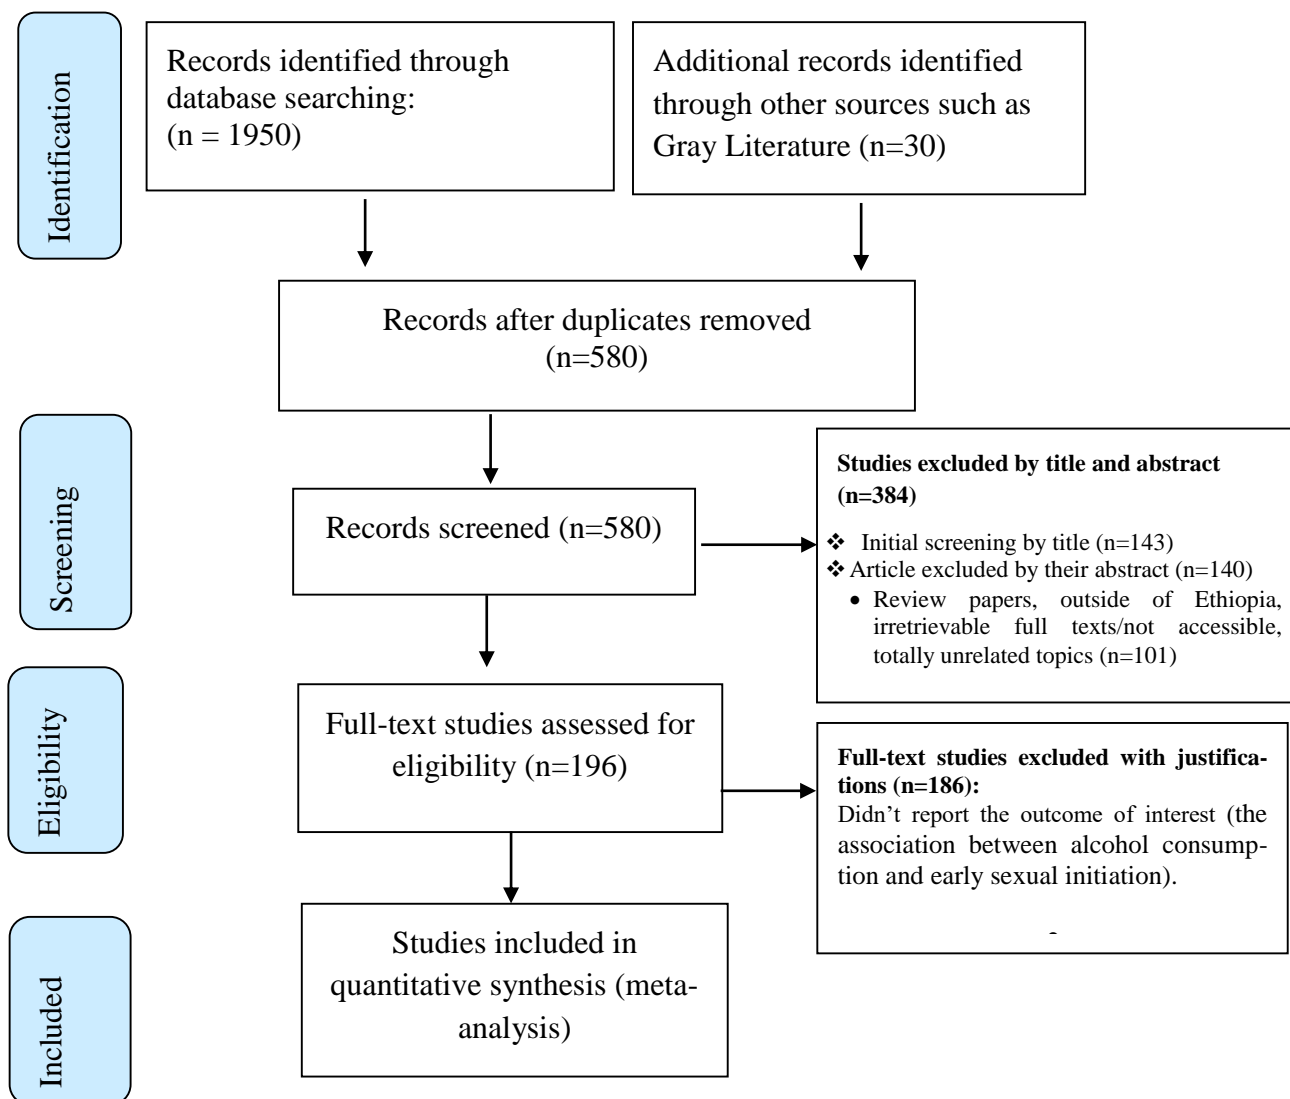 Identification
Records identified through
database searching:
(n = 1950)
Additional records identified
through other sources such as
Gray Literature (n=30)
Records after duplicates removed
(n=580)
Screening
Records screened (n=580)
Studies excluded by title and abstract
(n=384)
❖ Initial screening by title (n=143)
❖ Article excluded by their abstract (n=140)
• Review papers, outside of Ethiopia,
irretrievable full texts/not accessible,
totally unrelated topics (n=101)
Eligibility
Full-text studies assessed for
eligibility (n=196)
Full-text studies excluded with justifica-
tions (n=186):
Didn’t report the outcome of interest (the
association between alcohol consump-
tion and early sexual initiation).
Included
Studies included in
quantitative synthesis (meta-
analysis)